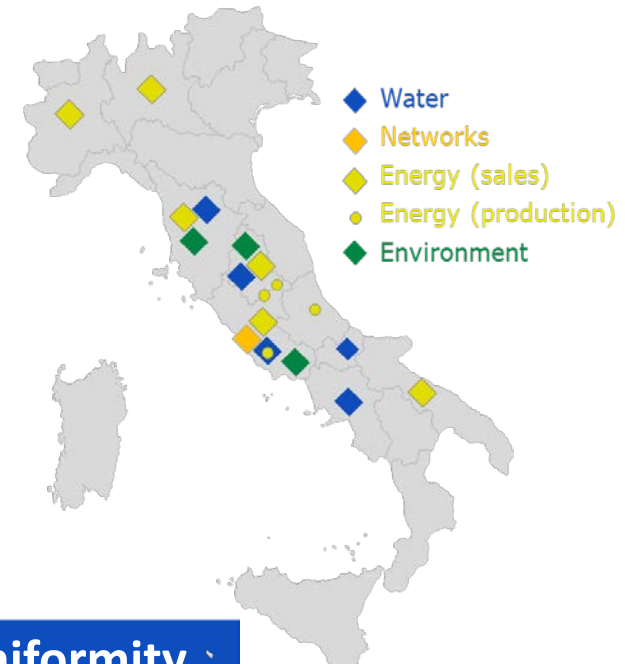 Water
Networks
Energy (sales)
Energy (production)
Environment